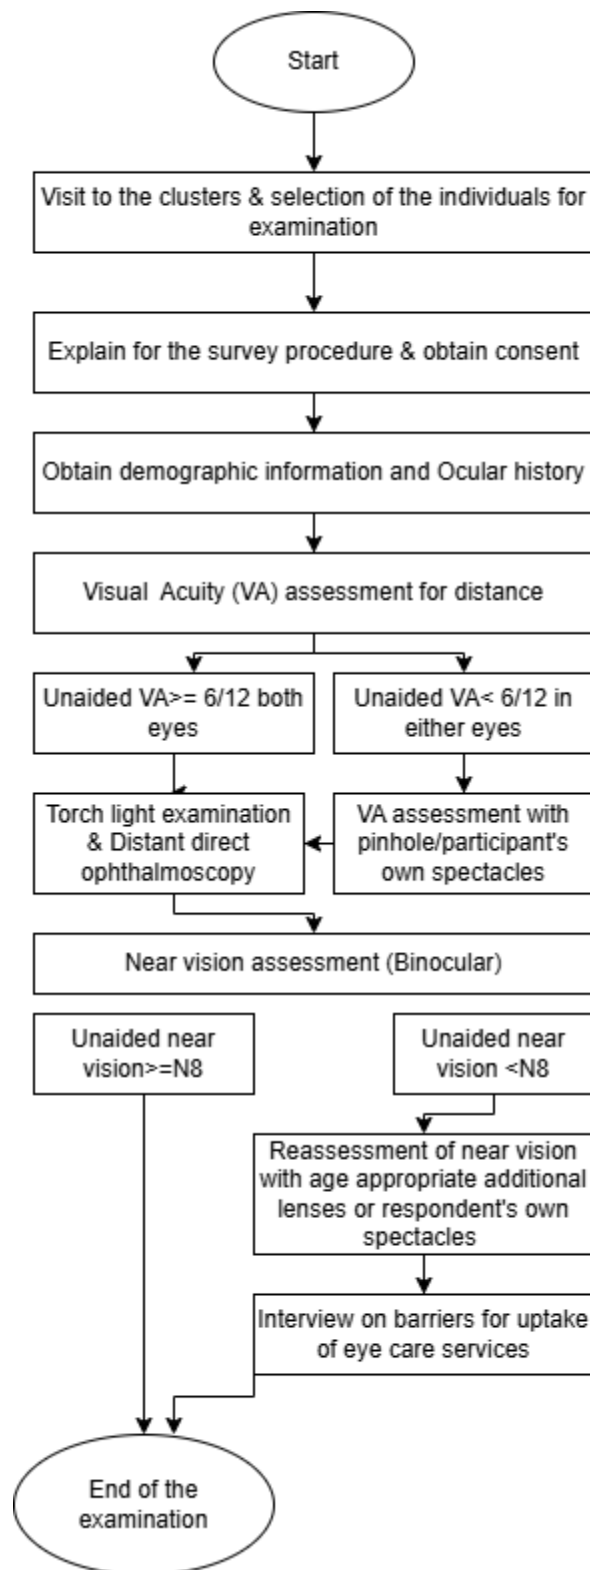 Start
Visit to the clusters & selection of the individuals for
examination
Explain for the survey procedure & obtain consent
Obtain demographic information and Ocular history
Visual Acuity (VA) assessment for distance
Unaided VA>= 6/12 both
eyes
Unaided VA< 6/12 in
either eyes
Torch light examination
& Distant direct
ophthalmoscopy
VA assessment with
pinhole/participant's
own spectacles
Near vision assessment (Binocular)
Unaided near
vision>=N8
Unaided near
vision <N8
Reassessment of near vision
with age appropriate additional
lenses or respondent's own
spectacles
Interview on barriers for uptake
of eye care services
End of the
examination